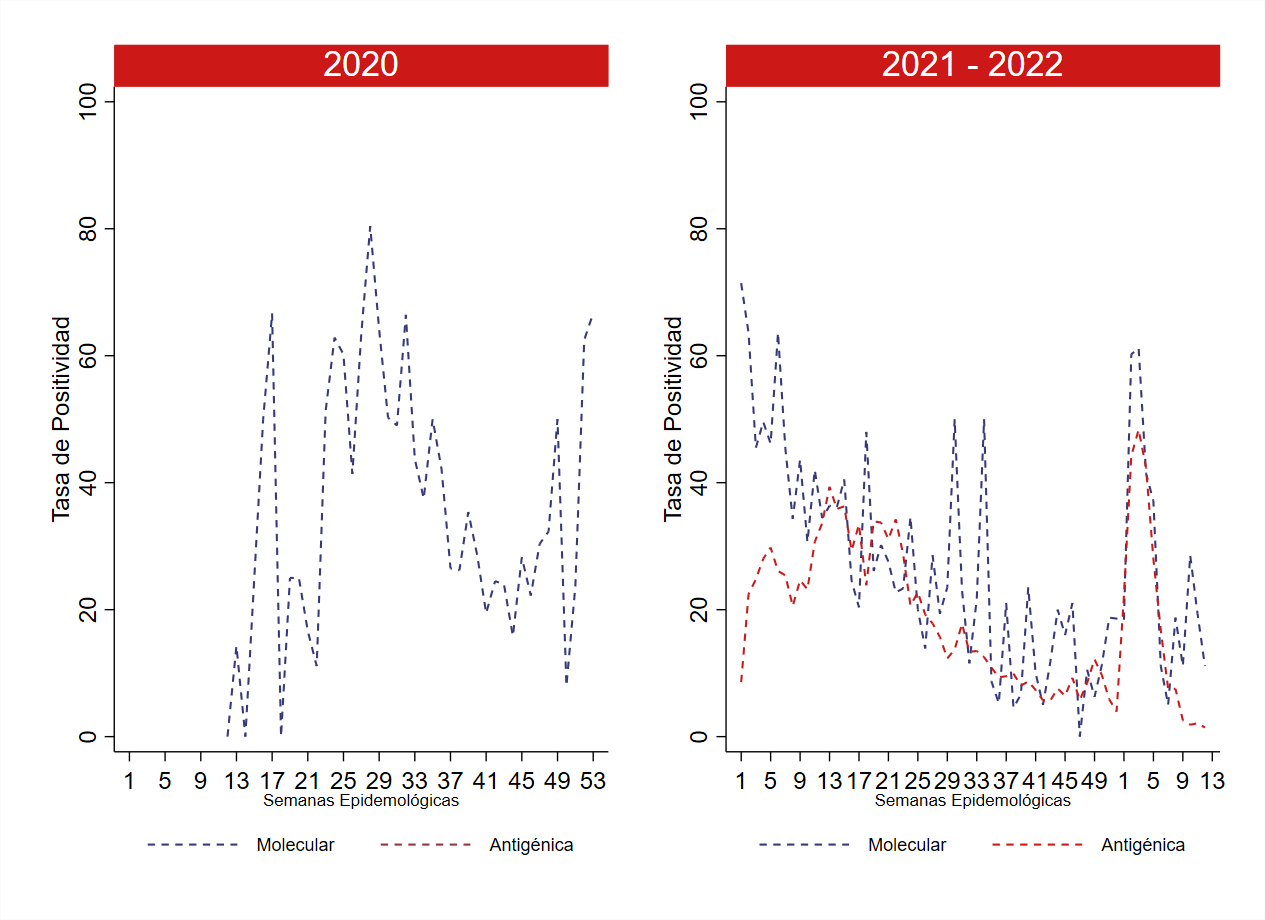 2020
100
80
60
40
20
0
Tasa de Positividad
1 5 9 13 17 21 25 29 33 37 41 45 49 53
Semanas Epidemológicas
Molecular Antigénica
2021 - 2022
100
80
60
40
20
0
Tasa de Positividad
1 5 9 13 17 21 25 29 33 37 41 45 49 1 5 9 13
Semanas Epidemológicas
Molecular Antigénica